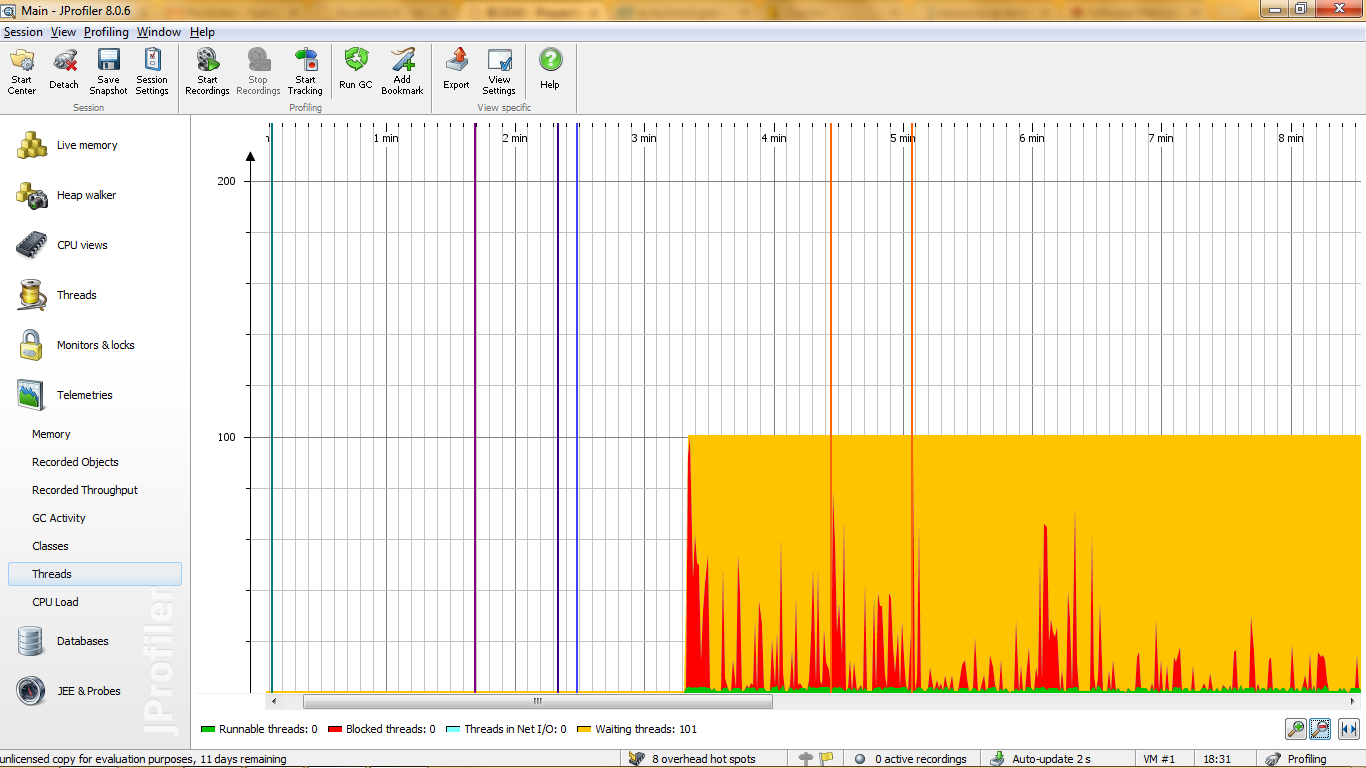 Main - JProfiler 8.0.6
Session View Profiling Window Help
Start Center
Detach
Save Snapshot
Session Settings
Start Recordings
Stop Recordings
Start Tracking
Run GC
Add Bookmark
Export
View Settings
Help
Session
Profiling
View specific
Live memory
Heap walker
CPU views
Threads
Monitors & locks
Telemetries
Memory
Recorded Objects
Recorded Throughput
GC Activity
Classes
Threads
CPU Load
Databases
JEE & Probes
JProfiler
1 min 2 min 3 min 4 min 5 min 6 min 7 min 8 min
200
100
Runnable threads: 0 Blocked threads: 0 Threads in Net I/O: 0 Waiting threads: 101
unlicensed copy for evaluation purposes, 11 days remaining 8 overhead hot spots 0 active recordings Auto-update 2 s VM #1 18:31 Profiling